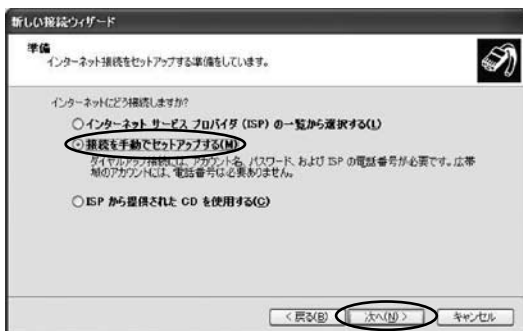 新しい接続ウィザード
準備
インターネット接続をセットアップする準備をしています。
インターネットにどう接続しますか?
インターネット サービス プロバイダ (ISP) の一覧から選択する(L)
接続を手動でセットアップする(M)
ダイヤルアップ接続には、アカウント名、パスワード、および ISP の電話番号が必要です。広帯
域のアカウントには、電話番号は必要ありません。
ISP から提供された CD を使用する(C)
< 戻る(B)
次へ(N) >
キャンセル